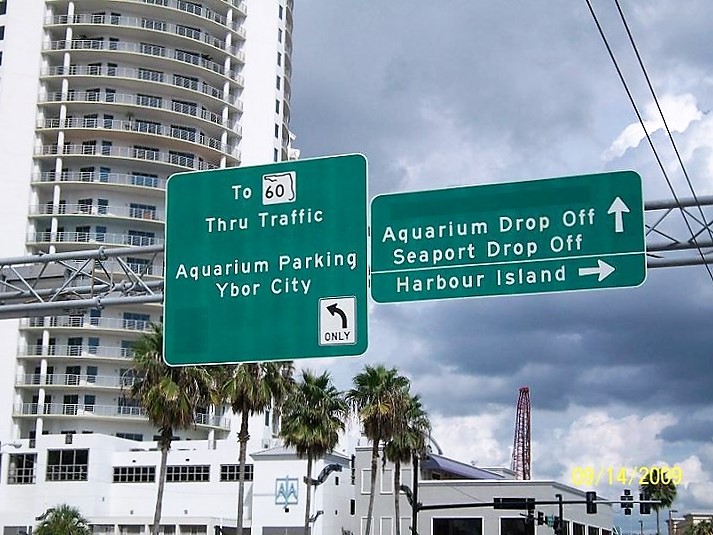 To 60
Thru Traffic
Aquarium Parking
Ybor City
ONLY
Aquarium Drop Off
Seaport Drop Off
Harbour Island
09/14/2009